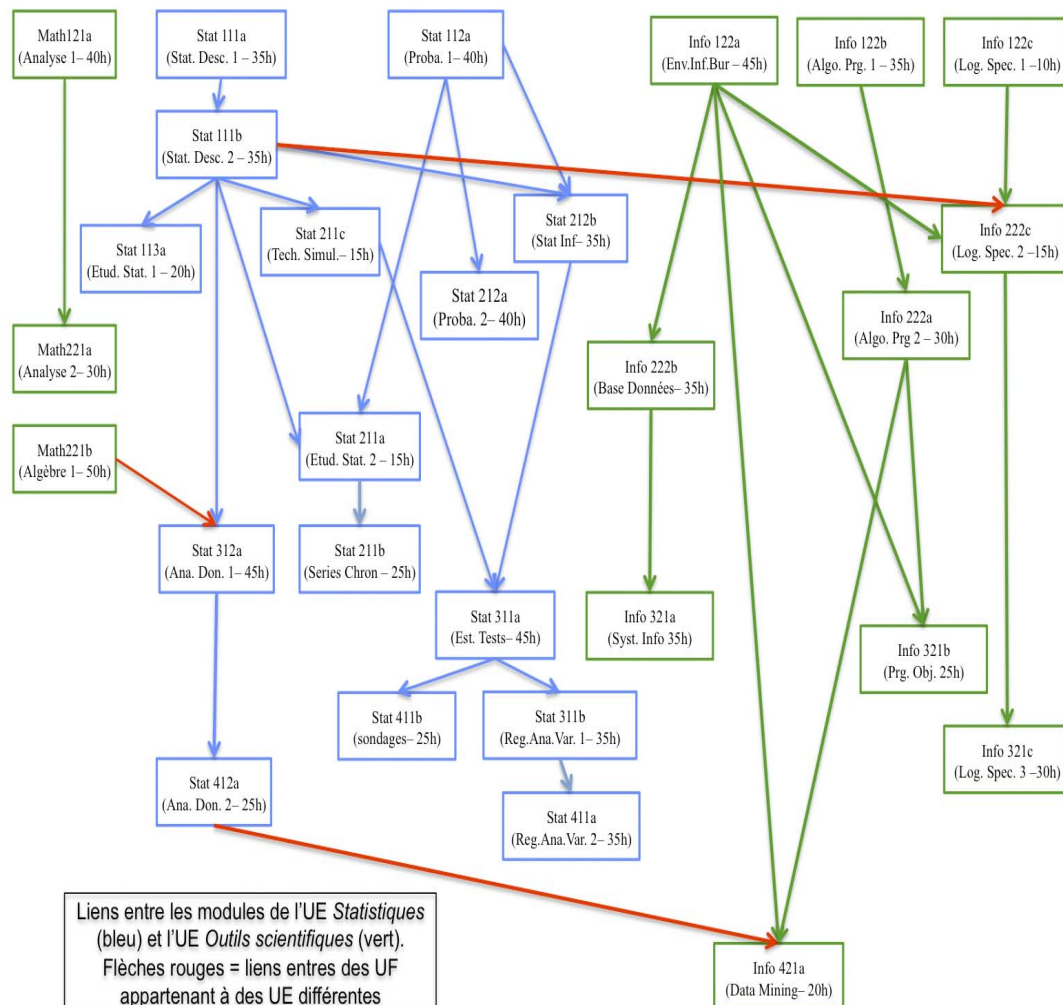 Math121a
(Analyse 1– 40h)
Stat 111a
(Stat. Desc. 1 – 35h)
Stat 112a
(Proba. 1– 40h)
Info 122a
(Env.Inf.Bur – 45h)
Info 122b
(Algo. Prg. 1 – 35h)
Info 122c
(Log. Spec. 1 –10h)
Stat 111b
(Stat. Desc. 2 – 35h)
Stat 113a
(Etud. Stat. 1 – 20h)
Stat 211c
(Tech. Simul.– 15h)
Stat 212b
(Stat Inf– 35h)
Info 222c
(Log. Spec. 2 –15h)
Stat 212a
(Proba. 2– 40h)
Info 222a
(Algo. Prg 2 – 30h)
Math221a
(Analyse 2– 30h)
Info 222b
(Base Données– 35h)
Math221b
(Algèbre 1– 50h)
Stat 211a
(Etud. Stat. 2 – 15h)
Stat 312a
(Ana. Don. 1– 45h)
Stat 211b
(Series Chron – 25h)
Stat 311a
(Est. Tests– 45h)
Info 321a
(Syst. Info 35h)
Info 321b
(Prg. Obj. 25h)
Stat 411b
(sondages– 25h)
Stat 311b
(Reg.Ana.Var. 1– 35h)
Info 321c
(Log. Spec. 3 –30h)
Stat 412a
(Ana. Don. 2– 25h)
Stat 411a
(Reg.Ana.Var. 2– 35h)
Liens entre les modules de l'UE Statistiques
(bleu) et l'UE Outils scientifiques (vert).
Flèches rouges = liens entres des UF
appartenant à des UE différentes
Info 421a
(Data Mining– 20h)